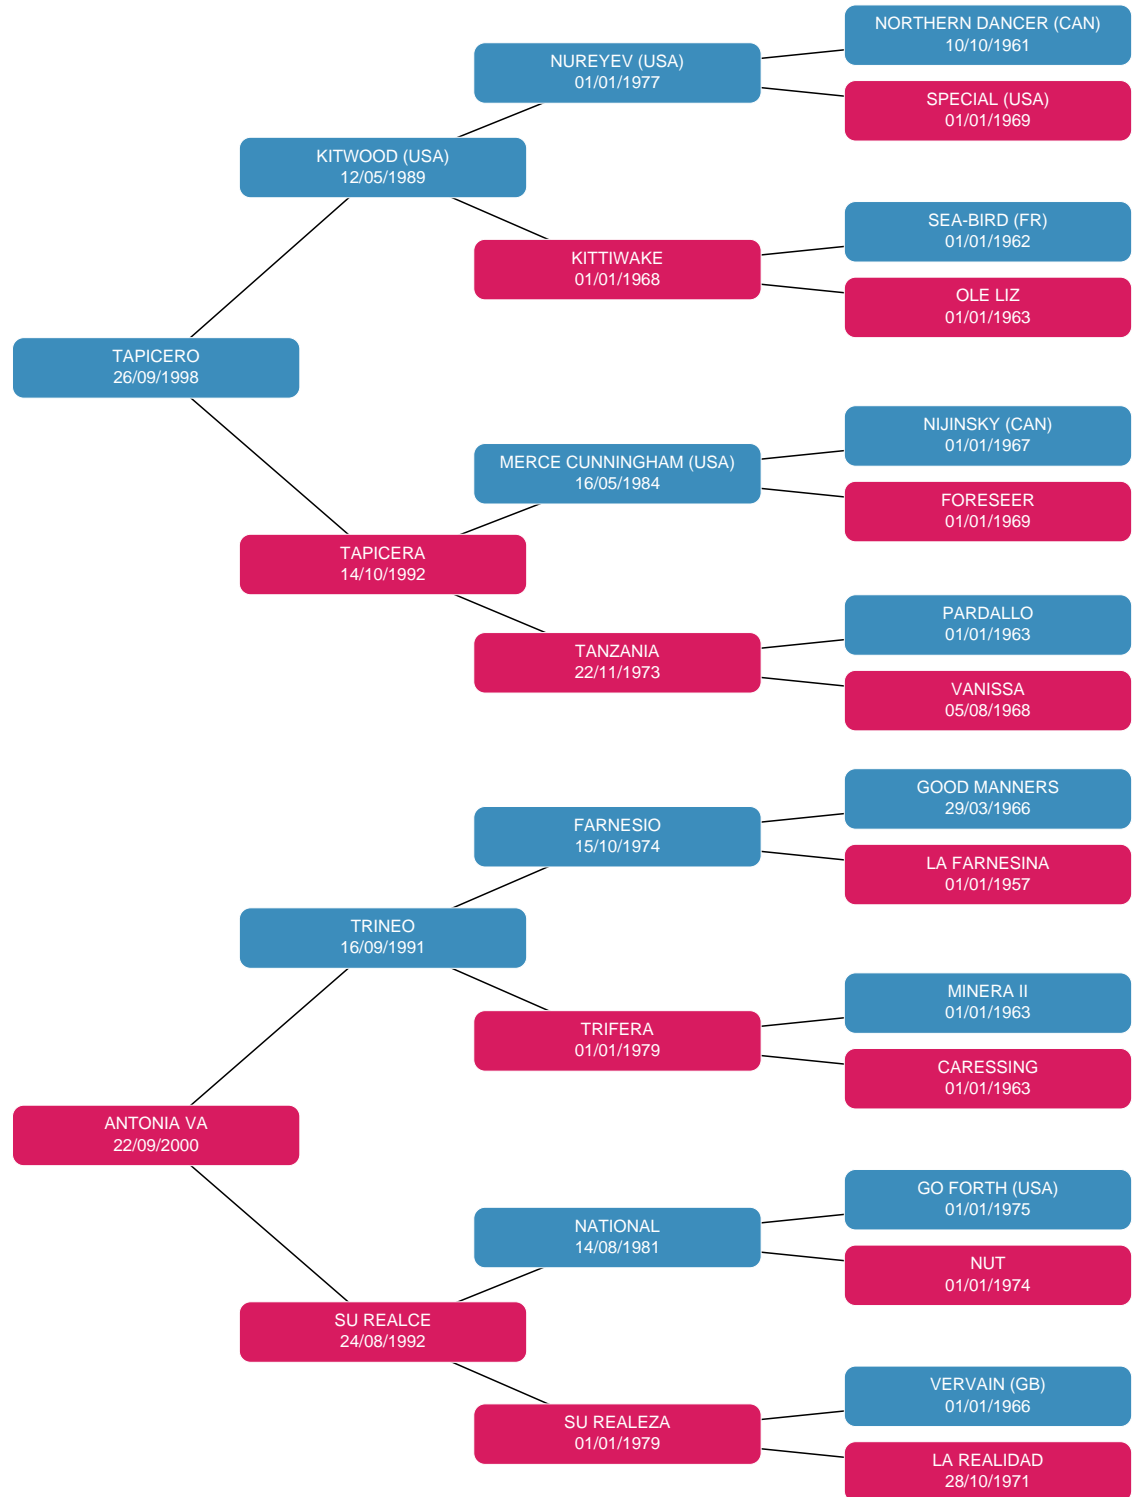 NORTHERN DANCER (CAN)
10/10/1961
NUREYEV (USA)
01/01/1977
SPECIAL (USA)
01/01/1969
KITWOOD (USA)
12/05/1989
SEA-BIRD (FR)
01/01/1962
KITTIWAKE
01/01/1968
OLE LIZ
01/01/1963
TAPICERO
26/09/1998
NIJINSKY (CAN)
01/01/1967
MERCE CUNNINGHAM (USA)
16/05/1984
FORESEER
01/01/1969
TAPICERA
14/10/1992
PARDALLO
01/01/1963
TANZANIA
22/11/1973
VANISSA
05/08/1968
GOOD MANNERS
29/03/1966
FARNESIO
15/10/1974
LA FARNESINA
01/01/1957
TRINEO
16/09/1991
MINERA II
01/01/1963
TRIFERA
01/01/1979
CARESSING
01/01/1963
ANTONIA VA
22/09/2000
GO FORTH (USA)
01/01/1975
NATIONAL
14/08/1981
NUT
01/01/1974
SU REALCE
24/08/1992
VERVAIN (GB)
01/01/1966
SU REALEZA
01/01/1979
LA REALIDAD
28/10/1971